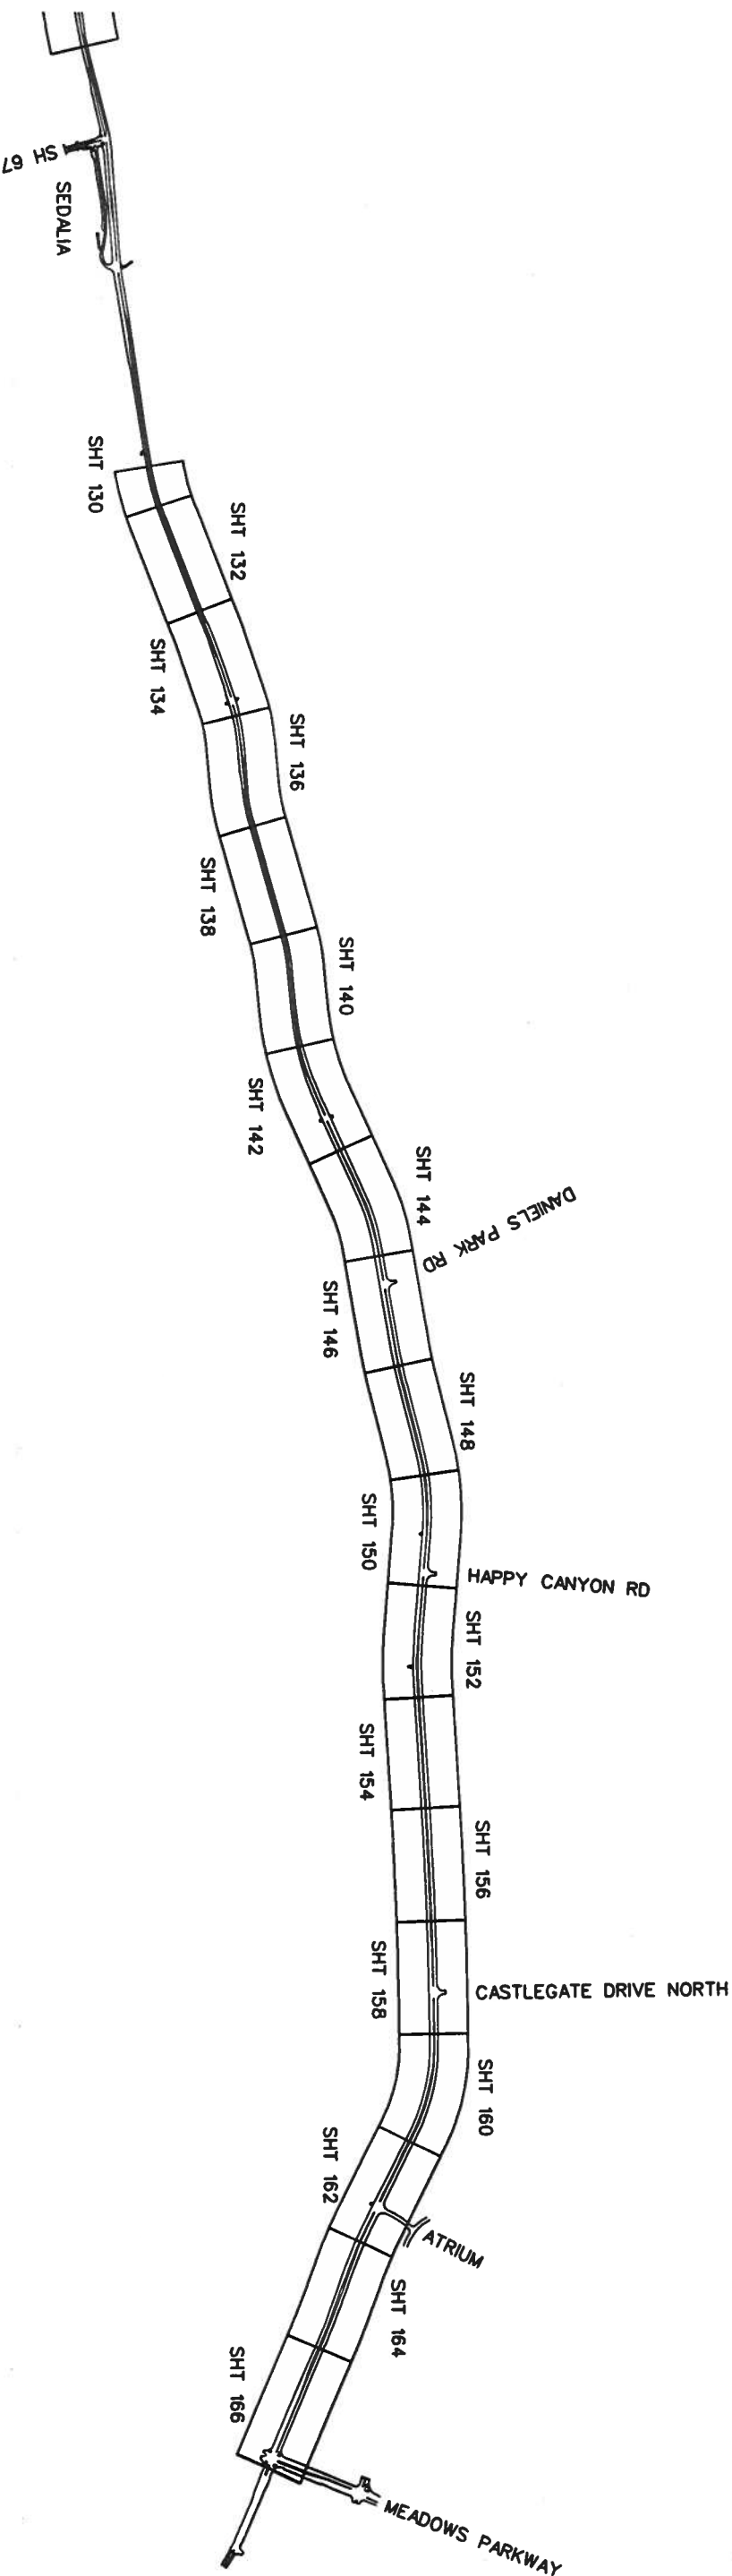 SH 67
SEDALIA
SHT 130
SHT 132
SHT 134
SHT 136
SHT 138
SHT 140
SHT 142
SHT 144
DANIELS PARK RD
SHT 146
SHT 148
SHT 150
HAPPY CANYON RD
SHT 152
SHT 154
SHT 156
SHT 158
CASTLEGATE DRIVE NORTH
SHT 160
SHT 162
ATRIUM
SHT 164
SHT 166
MEADOWS PARKWAY